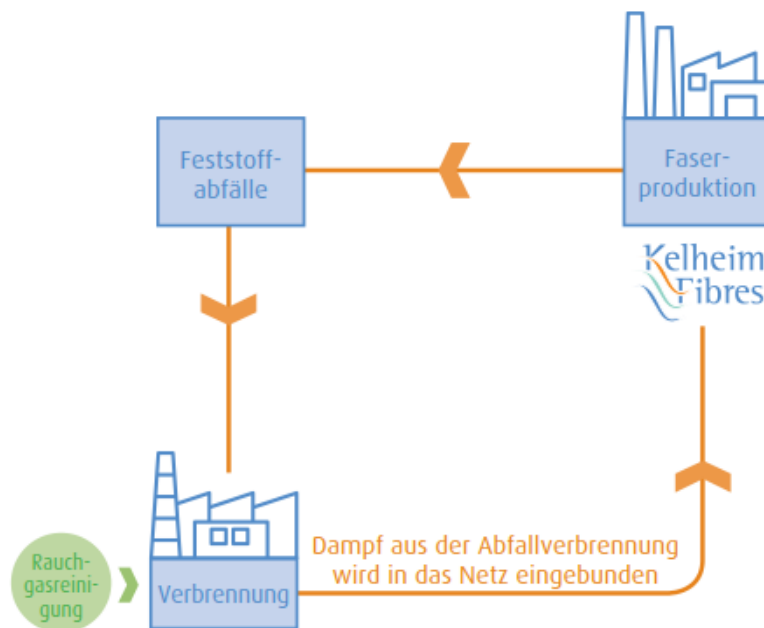 Feststoff-
abfälle
Faser-
produktion
Kelheim
Fibres
Rauch-
gasreini-
gung
Verbrennung
Dampf aus der Abfallverbrennung
wird in das Netz eingebunden